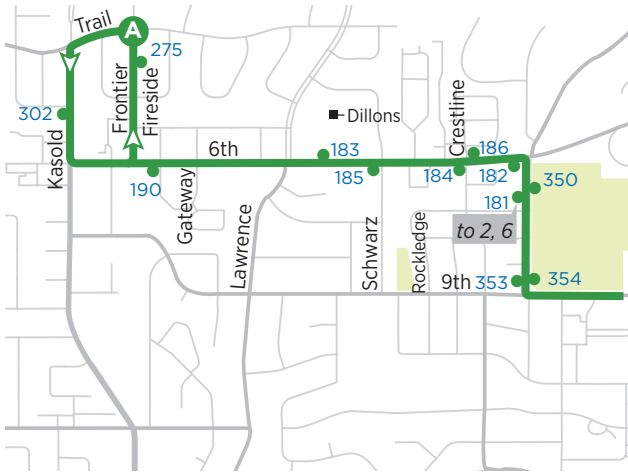 Trail
A
275
Frontier
Fireside
302
Kasold
6th
Dillons
Crestline
183
186
190
185
184
182
350
181
Gateway
Lawrence
Schwarz
Rockledge
to 2, 6
9th
353
354